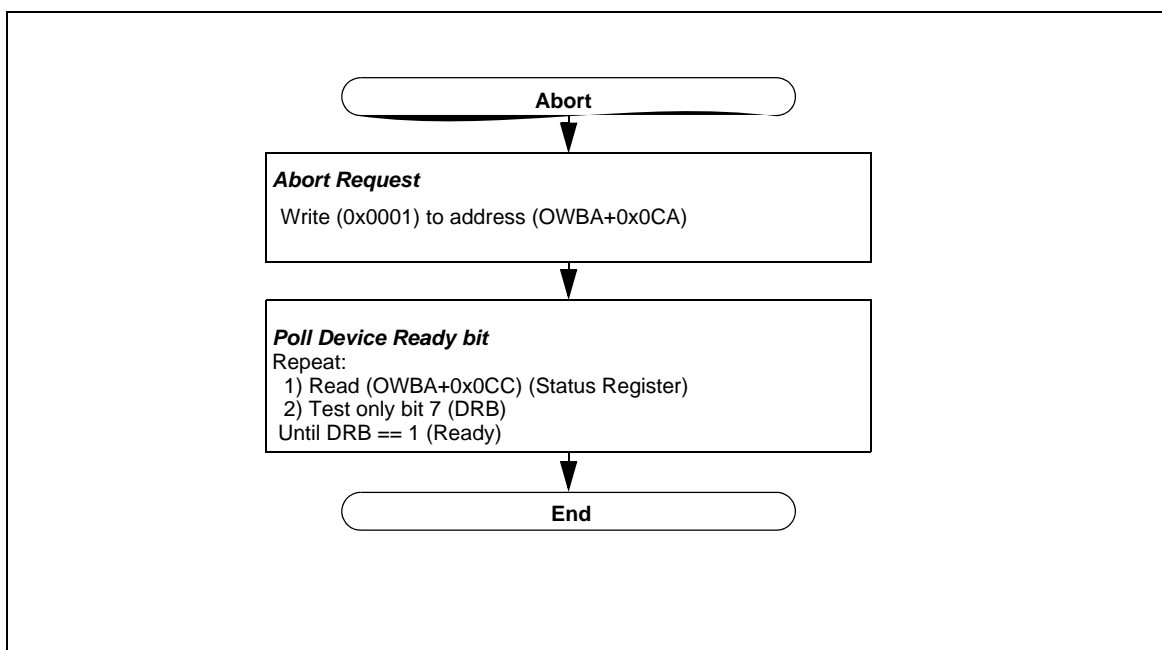 Abort
Abort Request
Write (0x0001) to address (OWBA+0x0CA)
Poll Device Ready bit
Repeat:
1) Read (OWBA+0x0CC) (Status Register)
2) Test only bit 7 (DRB)
Until DRB == 1 (Ready)
End